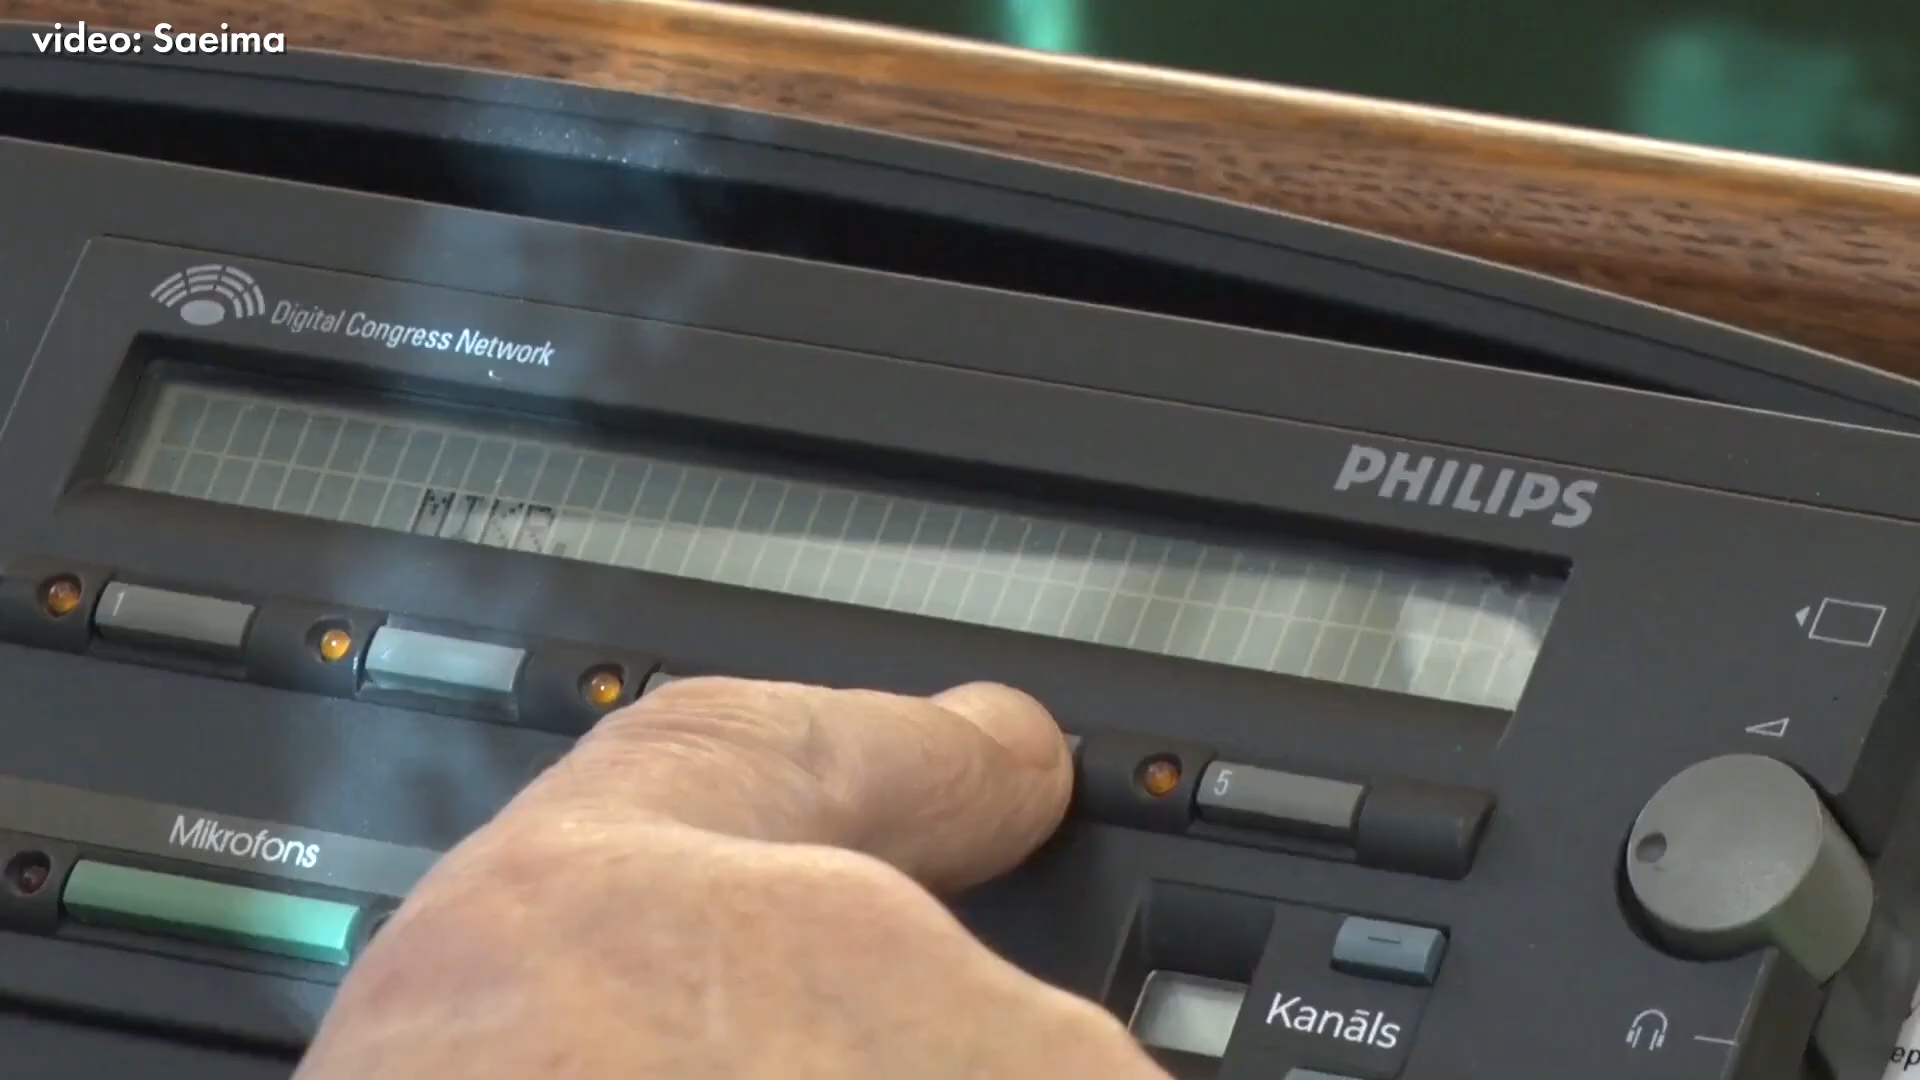 video: Saeima
Digital Congress Network
PHILIPS
1
5
Mikrofons
Kanāls